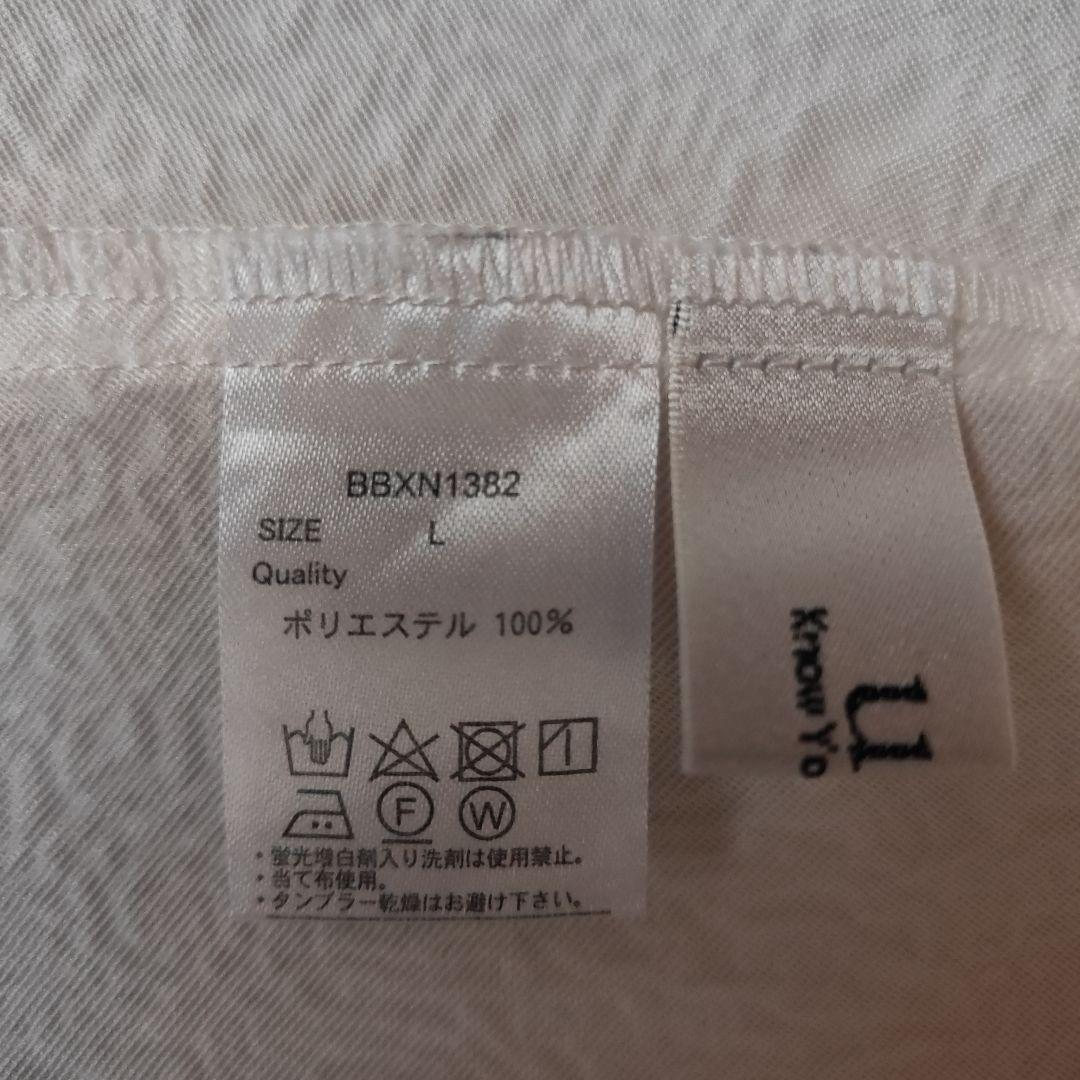 BBXN1382
SIZE L
Quality
ポリエステル 100%
F W
・蛍光増白剤入り洗剤は使用禁止。
・当て布使用。
・タンブラー乾燥はお避け下さい。
Know Y'o
U